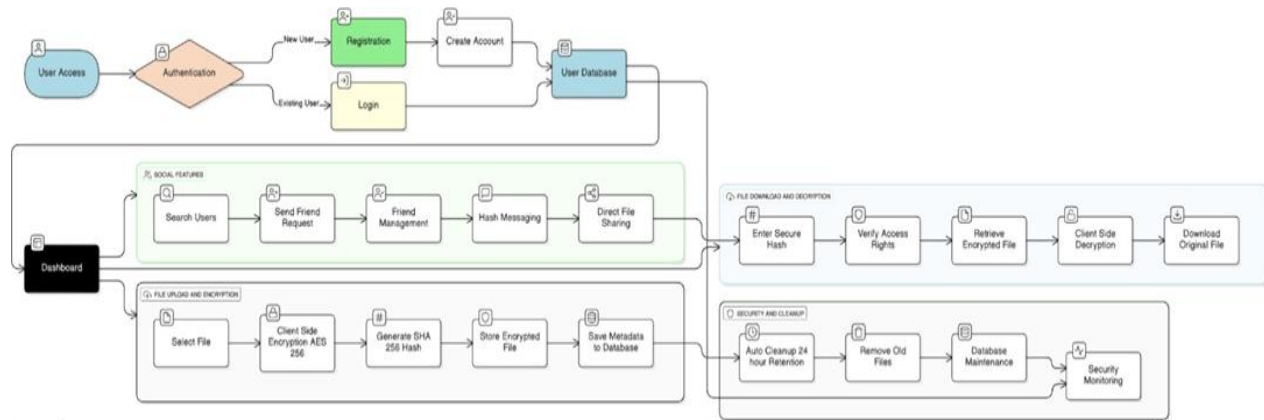 New User
Registration
Create Account
User Access
Authentication
User Database
Existing User
Login
SOCIAL FEATURES
Search Users
Send Friend
Request
Friend
Management
Hash Messaging
Direct File
Sharing
FILE DOWNLOAD AND DECRYPTION
#
Enter Secure
Hash
Verify Access
Rights
Retrieve
Encrypted File
Client Side
Decryption
Download
Original File
Dashboard
FILE UPLOAD AND ENCRYPTION
Select File
Client Side
Encryption AES
256
#
Generate SHA
256 Hash
Store Encrypted
File
Save Metadata
to Database
SECURITY AND CLEANUP
Auto Cleanup 24
hour Retention
Remove Old
Files
Database
Maintenance
Security
Monitoring